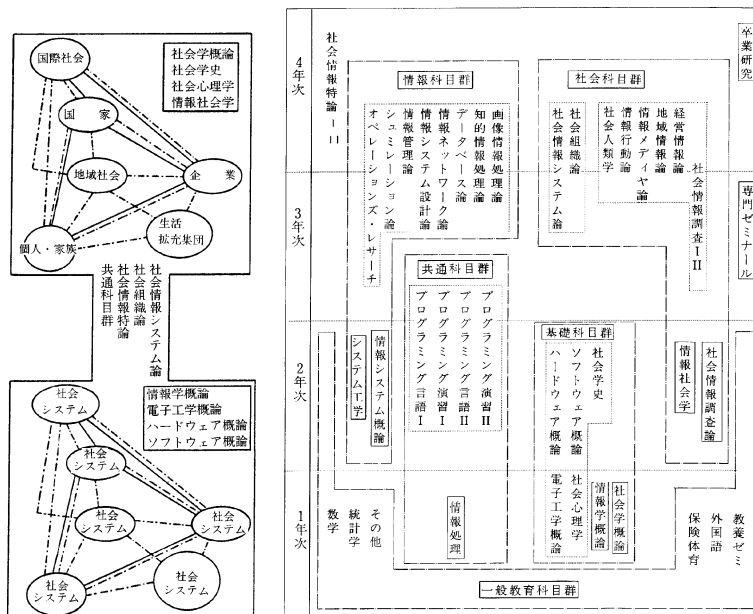 国際社会
国家
地域社会
企業
個人・家族
生活
拡充集団
社会学概論
社会学史
社会心理学
情報社会学
社会情報システム論
社会組織論
社会情報特論
共通科目群
社会
システム
社会
システム
社会
システム
社会
システム
社会
システム
社会
システム
情報学概論
電子工学概論
ハードウェア概論
ソフトウェア概論
4年次
3年次
2年次
1年次
卒業研究
専門ゼミナール
社会情報特論I-II
情報科目群
画像情報処理論
知的情報処理論
データベース論
情報ネットワーク論
情報システム設計論
情報管理論
シュミレーション論
オペレーションズ・レサーチ
社会科目群
経営情報論
地域情報論
情報メディヤ論
情報行動論
社会人類学
社会組織論
社会情報システム論
社会情報調査I II
共通科目群
プログラミング演習II
プログラミング言語II
プログラミング演習I
プログラミング言語I
情報システム概論
システム工学
基礎科目群
社会学史
ソフトウェア概論
ハードウェア概論
社会情報調査論
情報社会学
社会学概論
情報学概論
社会心理学
電子工学概論
情報処理
その他
統計学
数学
教養ゼミ
外国語
保険体育
一般教育科目群